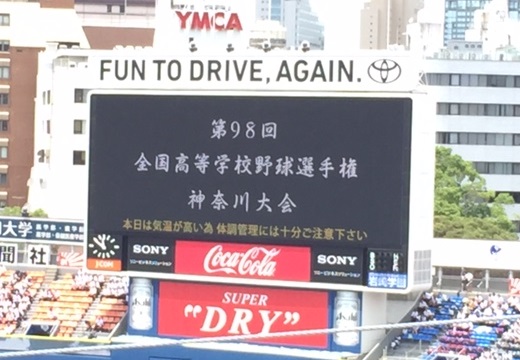 YMCA
FUN TO DRIVE, AGAIN.
TOYOTA
第98回
全国高等学校野球選手権
神奈川大会
本日は気温が高い為 体調管理には十分ご注意下さい
SONY
Coca-Cola
SONY
SUPER
"DRY"
Asahi